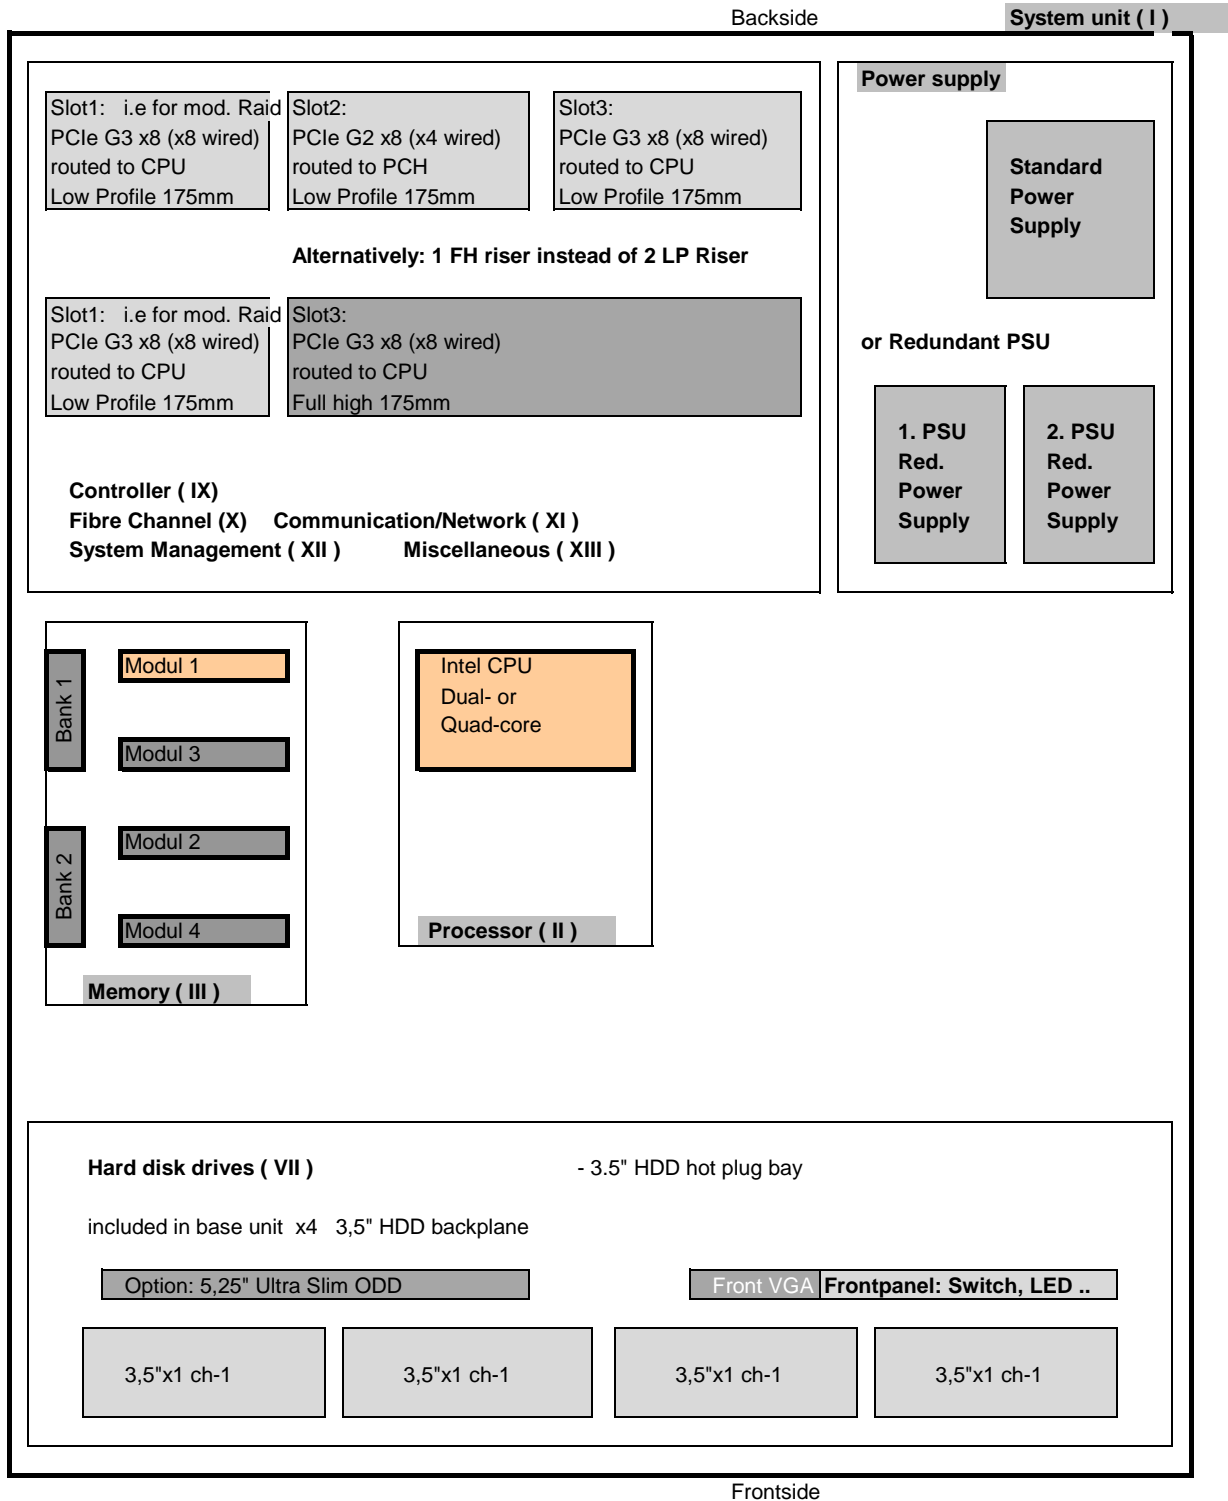 Backside
System unit ( I )
Slot1:   i.e for mod. Raid
PCIe G3 x8 (x8 wired)
routed to CPU
Low Profile 175mm
Slot2:
PCIe G2 x8 (x4 wired)
routed to PCH
Low Profile 175mm
Slot3:
PCIe G3 x8 (x8 wired)
routed to CPU
Low Profile 175mm
Alternatively: 1 FH riser instead of 2 LP Riser
Slot1:   i.e for mod. Raid
PCIe G3 x8 (x8 wired)
routed to CPU
Low Profile 175mm
Slot3:
PCIe G3 x8 (x8 wired)
routed to CPU
Full high 175mm
Controller ( IX)
Fibre Channel (X)    Communication/Network ( XI )
System Management ( XII )    Miscellaneous ( XIII )
Power supply
Standard
Power
Supply
or Redundant PSU
1. PSU
Red.
Power
Supply
2. PSU
Red.
Power
Supply
Bank 1
Modul 1
Modul 3
Bank 2
Modul 2
Modul 4
Memory ( III )
Intel CPU
Dual- or
Quad-core
Processor ( II )
Hard disk drives ( VII )
- 3.5" HDD hot plug bay
included in base unit  x4   3,5" HDD backplane
Option: 5,25" Ultra Slim ODD
Front VGA
Frontpanel: Switch, LED ..
3,5"x1 ch-1
3,5"x1 ch-1
3,5"x1 ch-1
3,5"x1 ch-1
Frontside